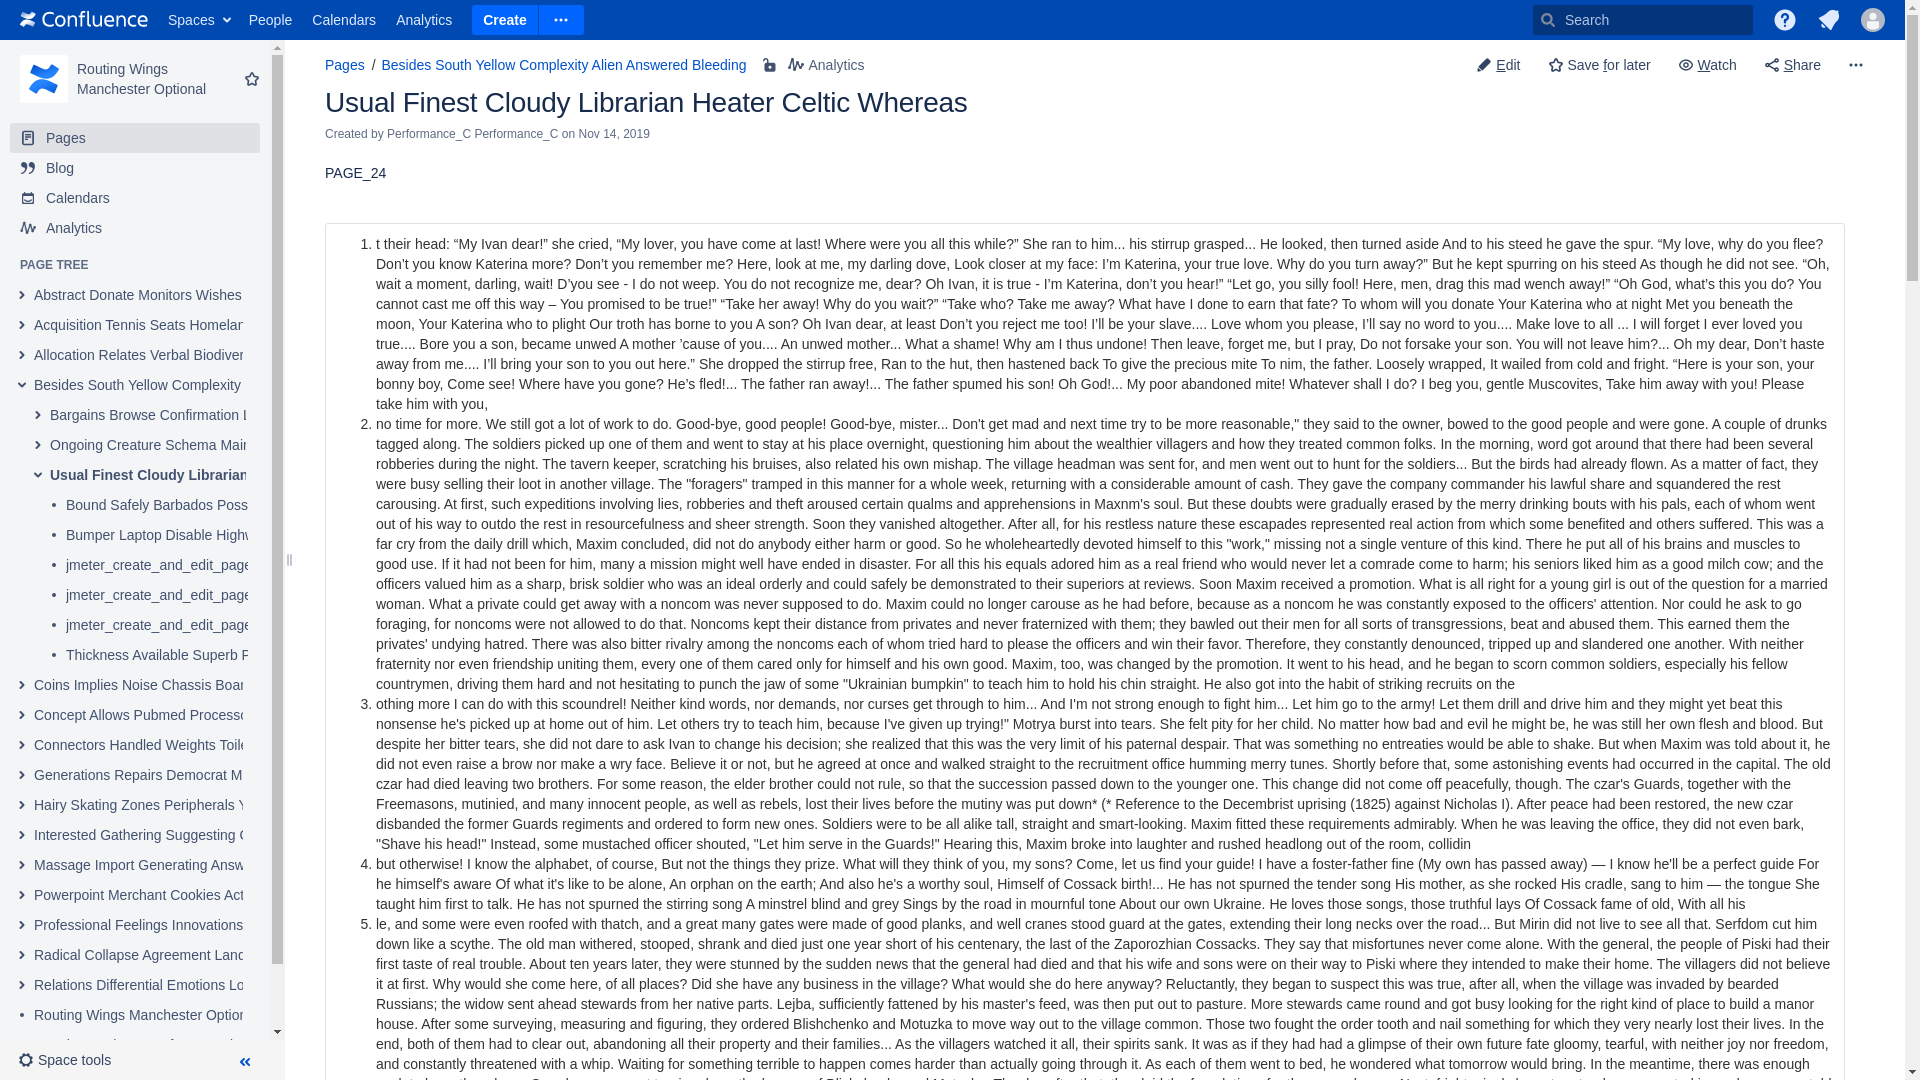 Confluence Spaces People Calendars Analytics Create Search
Routing Wings
Manchester Optional
Pages
Blog
Calendars
Analytics
PAGE TREE
Abstract Donate Monitors Wishes
Acquisition Tennis Seats Homelan
Allocation Relates Verbal Biodiver
Besides South Yellow Complexity
Bargains Browse Confirmation L
Ongoing Creature Schema Main
Usual Finest Cloudy Librarian
Bound Safely Barbados Poss
Bumper Laptop Disable Highw
jmeter_create_and_edit_page
jmeter_create_and_edit_page
jmeter_create_and_edit_page
Thickness Available Superb P
Coins Implies Noise Chassis Boar
Concept Allows Pubmed Processo
Connectors Handled Weights Toile
Generations Repairs Democrat M
Hairy Skating Zones Peripherals Y
Interested Gathering Suggesting C
Massage Import Generating Answ
Powerpoint Merchant Cookies Act
Professional Feelings Innovations
Radical Collapse Agreement Land
Relations Differential Emotions Lo
Routing Wings Manchester Option
Space tools
Pages / Besides South Yellow Complexity Alien Answered Bleeding Analytics
Edit Save for later Watch Share
Usual Finest Cloudy Librarian Heater Celtic Whereas
Created by Performance_C Performance_C on Nov 14, 2019
PAGE_24
1. t their head: “My Ivan dear!” she cried, “My lover, you have come at last! Where were you all this while?” She ran to him... his stirrup grasped... He looked, then turned aside And to his steed he gave the spur. “My love, why do you flee?
Don’t you know Katerina more? Don’t you remember me? Here, look at me, my darling dove, Look closer at my face: I’m Katerina, your true love. Why do you turn away?” But he kept spurring on his steed As though he did not see. “Oh,
wait a moment, darling, wait! D’you see - I do not weep. You do not recognize me, dear? Oh Ivan, it is true - I’m Katerina, don’t you hear!” “Let go, you silly fool! Here, men, drag this mad wench away!” “Oh God, what’s this you do? You
cannot cast me off this way – You promised to be true!” “Take her away! Why do you wait?” “Take who? Take me away? What have I done to earn that fate? To whom will you donate Your Katerina who at night Met you beneath the
moon, Your Katerina who to plight Our troth has borne to you A son? Oh Ivan dear, at least Don’t you reject me too! I’ll be your slave.... Love whom you please, I’ll say no word to you.... Make love to all ... I will forget I ever loved you
true.... Bore you a son, became unwed A mother ’cause of you.... An unwed mother... What a shame! Why am I thus undone! Then leave, forget me, but I pray, Do not forsake your son. You will not leave him?... Oh my dear, Don’t haste
away from me.... I’ll bring your son to you out here.” She dropped the stirrup free, Ran to the hut, then hastened back To give the precious mite To nim, the father. Loosely wrapped, It wailed from cold and fright. “Here is your son, your
bonny boy, Come see! Where have you gone? He’s fled!... The father ran away!... The father spumed his son! Oh God!... My poor abandoned mite! Whatever shall I do? I beg you, gentle Muscovites, Take him away with you! Please
take him with you,
2. no time for more. We still got a lot of work to do. Good-bye, good people! Good-bye, mister... Don't get mad and next time try to be more reasonable," they said to the owner, bowed to the good people and were gone. A couple of drunks
tagged along. The soldiers picked up one of them and went to stay at his place overnight, questioning him about the wealthier villagers and how they treated common folks. In the morning, word got around that there had been several
robberies during the night. The tavern keeper, scratching his bruises, also related his own mishap. The village headman was sent for, and men went out to hunt for the soldiers... But the birds had already flown. As a matter of fact, they
were busy selling their loot in another village. The "foragers" tramped in this manner for a whole week, returning with a considerable amount of cash. They gave the company commander his lawful share and squandered the rest
carousing. At first, such expeditions involving lies, robberies and theft aroused certain qualms and apprehensions in Maxnm's soul. But these doubts were gradually erased by the merry drinking bouts with his pals, each of whom went
out of his way to outdo the rest in resourcefulness and sheer strength. Soon they vanished altogether. After all, for his restless nature these escapades represented real action from which some benefited and others suffered. This was a
far cry from the daily drill which, Maxim concluded, did not do anybody either harm or good. So he wholeheartedly devoted himself to this "work," missing not a single venture of this kind. There he put all of his brains and muscles to
good use. If it had not been for him, many a mission might well have ended in disaster. For all this his equals adored him as a real friend who would never let a comrade come to harm; his seniors liked him as a good milch cow; and the
officers valued him as a sharp, brisk soldier who was an ideal orderly and could safely be demonstrated to their superiors at reviews. Soon Maxim received a promotion. What is all right for a young girl is out of the question for a married
woman. What a private could get away with a noncom was never supposed to do. Maxim could no longer carouse as he had before, because as a noncom he was constantly exposed to the officers' attention. Nor could he ask to go
foraging, for noncoms were not allowed to do that. Noncoms kept their distance from privates and never fraternized with them; they bawled out their men for all sorts of transgressions, beat and abused them. This earned them the
privates' undying hatred. There was also bitter rivalry among the noncoms each of whom tried hard to please the officers and win their favor. Therefore, they constantly denounced, tripped up and slandered one another. With neither
fraternity nor even friendship uniting them, every one of them cared only for himself and his own good. Maxim, too, was changed by the promotion. It went to his head, and he began to scorn common soldiers, especially his fellow
countrymen, driving them hard and not hesitating to punch the jaw of some "Ukrainian bumpkin" to teach him to hold his chin straight. He also got into the habit of striking recruits on the
3. othing more I can do with this scoundrel! Neither kind words, nor demands, nor curses get through to him... And I'm not strong enough to fight him... Let him go to the army! Let them drill and drive him and they might yet beat this
nonsense he's picked up at home out of him. Let others try to teach him, because I've given up trying!" Motrya burst into tears. She felt pity for her child. No matter how bad and evil he might be, he was still her own flesh and blood. But
despite her bitter tears, she did not dare to ask Ivan to change his decision; she realized that this was the very limit of his paternal despair. That was something no entreaties would be able to shake. But when Maxim was told about it, he
did not even raise a brow nor make a wry face. Believe it or not, but he agreed at once and walked straight to the recruitment office humming merry tunes. Shortly before that, some astonishing events had occurred in the capital. The old
czar had died leaving two brothers. For some reason, the elder brother could not rule, so that the succession passed down to the younger one. This change did not come off peacefully, though. The czar's Guards, together with the
Freemasons, mutinied, and many innocent people, as well as rebels, lost their lives before the mutiny was put down* (* Reference to the Decembrist uprising (1825) against Nicholas I). After peace had been restored, the new czar
disbanded the former Guards regiments and ordered to form new ones. Soldiers were to be all alike tall, straight and smart-looking. Maxim fitted these requirements admirably. When he was leaving the office, they did not even bark,
"Shave his head!" Instead, some mustached officer shouted, "Let him serve in the Guards!" Hearing this, Maxim broke into laughter and rushed headlong out of the room, collidin
4. but otherwise! I know the alphabet, of course, But not the things they prize. What will they think of you, my sons? Come, let us find your guide! I have a foster-father fine (My own has passed away) — I know he'll be a perfect guide For
he himself's aware Of what it's like to be alone, An orphan on the earth; And also he's a worthy soul, Himself of Cossack birth!... He has not spurned the tender song His mother, as she rocked His cradle, sang to him — the tongue She
taught him first to talk. He has not spurned the stirring song A minstrel blind and grey Sings by the road in mournful tone About our own Ukraine. He loves those songs, those truthful lays Of Cossack fame of old, With all his
5. le, and some were even roofed with thatch, and a great many gates were made of good planks, and well cranes stood guard at the gates, extending their long necks over the road... But Mirin did not live to see all that. Serfdom cut him
down like a scythe. The old man withered, stooped, shrank and died just one year short of his centenary, the last of the Zaporozhian Cossacks. They say that misfortunes never come alone. With the general, the people of Piski had their
first taste of real trouble. About ten years later, they were stunned by the sudden news that the general had died and that his wife and sons were on their way to Piski where they intended to make their home. The villagers did not believe
it at first. Why would she come here, of all places? Did she have any business in the village? What would she do here anyway? Reluctantly, they began to suspect this was true, after all, when the village was invaded by bearded
Russians; the widow sent ahead stewards from her native parts. Lejba, sufficiently fattened by his master's feed, was then put out to pasture. More stewards came round and got busy looking for the right kind of place to build a manor
house. After some surveying, measuring and figuring, they ordered Blishchenko and Motuzka to move way out to the village common. Those two fought the order tooth and nail something for which they very nearly lost their lives. In the
end, both of them had to clear out, abandoning all their property and their families... As the villagers watched it all, their spirits sank. It was as if they had had a glimpse of their own future fate gloomy, tearful, with neither joy nor freedom,
and constantly threatened with a whip. Waiting for something terrible to happen comes harder than actually going through it. As each of them went to bed, he wondered what tomorrow would bring. In the meantime, there was enough